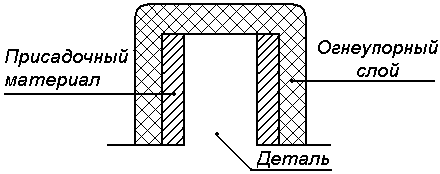 Присадочный
материал
Огнеупорный
слой
Деталь